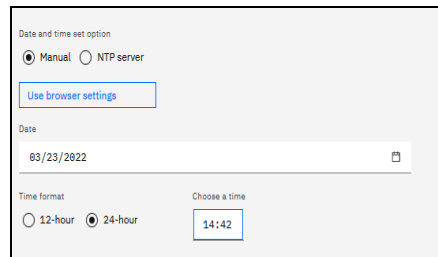 Date and time set option
Manual NTP server
Use browser settings
Date
03/23/2022
Time format Choose a time
12-hour 24-hour 14:42